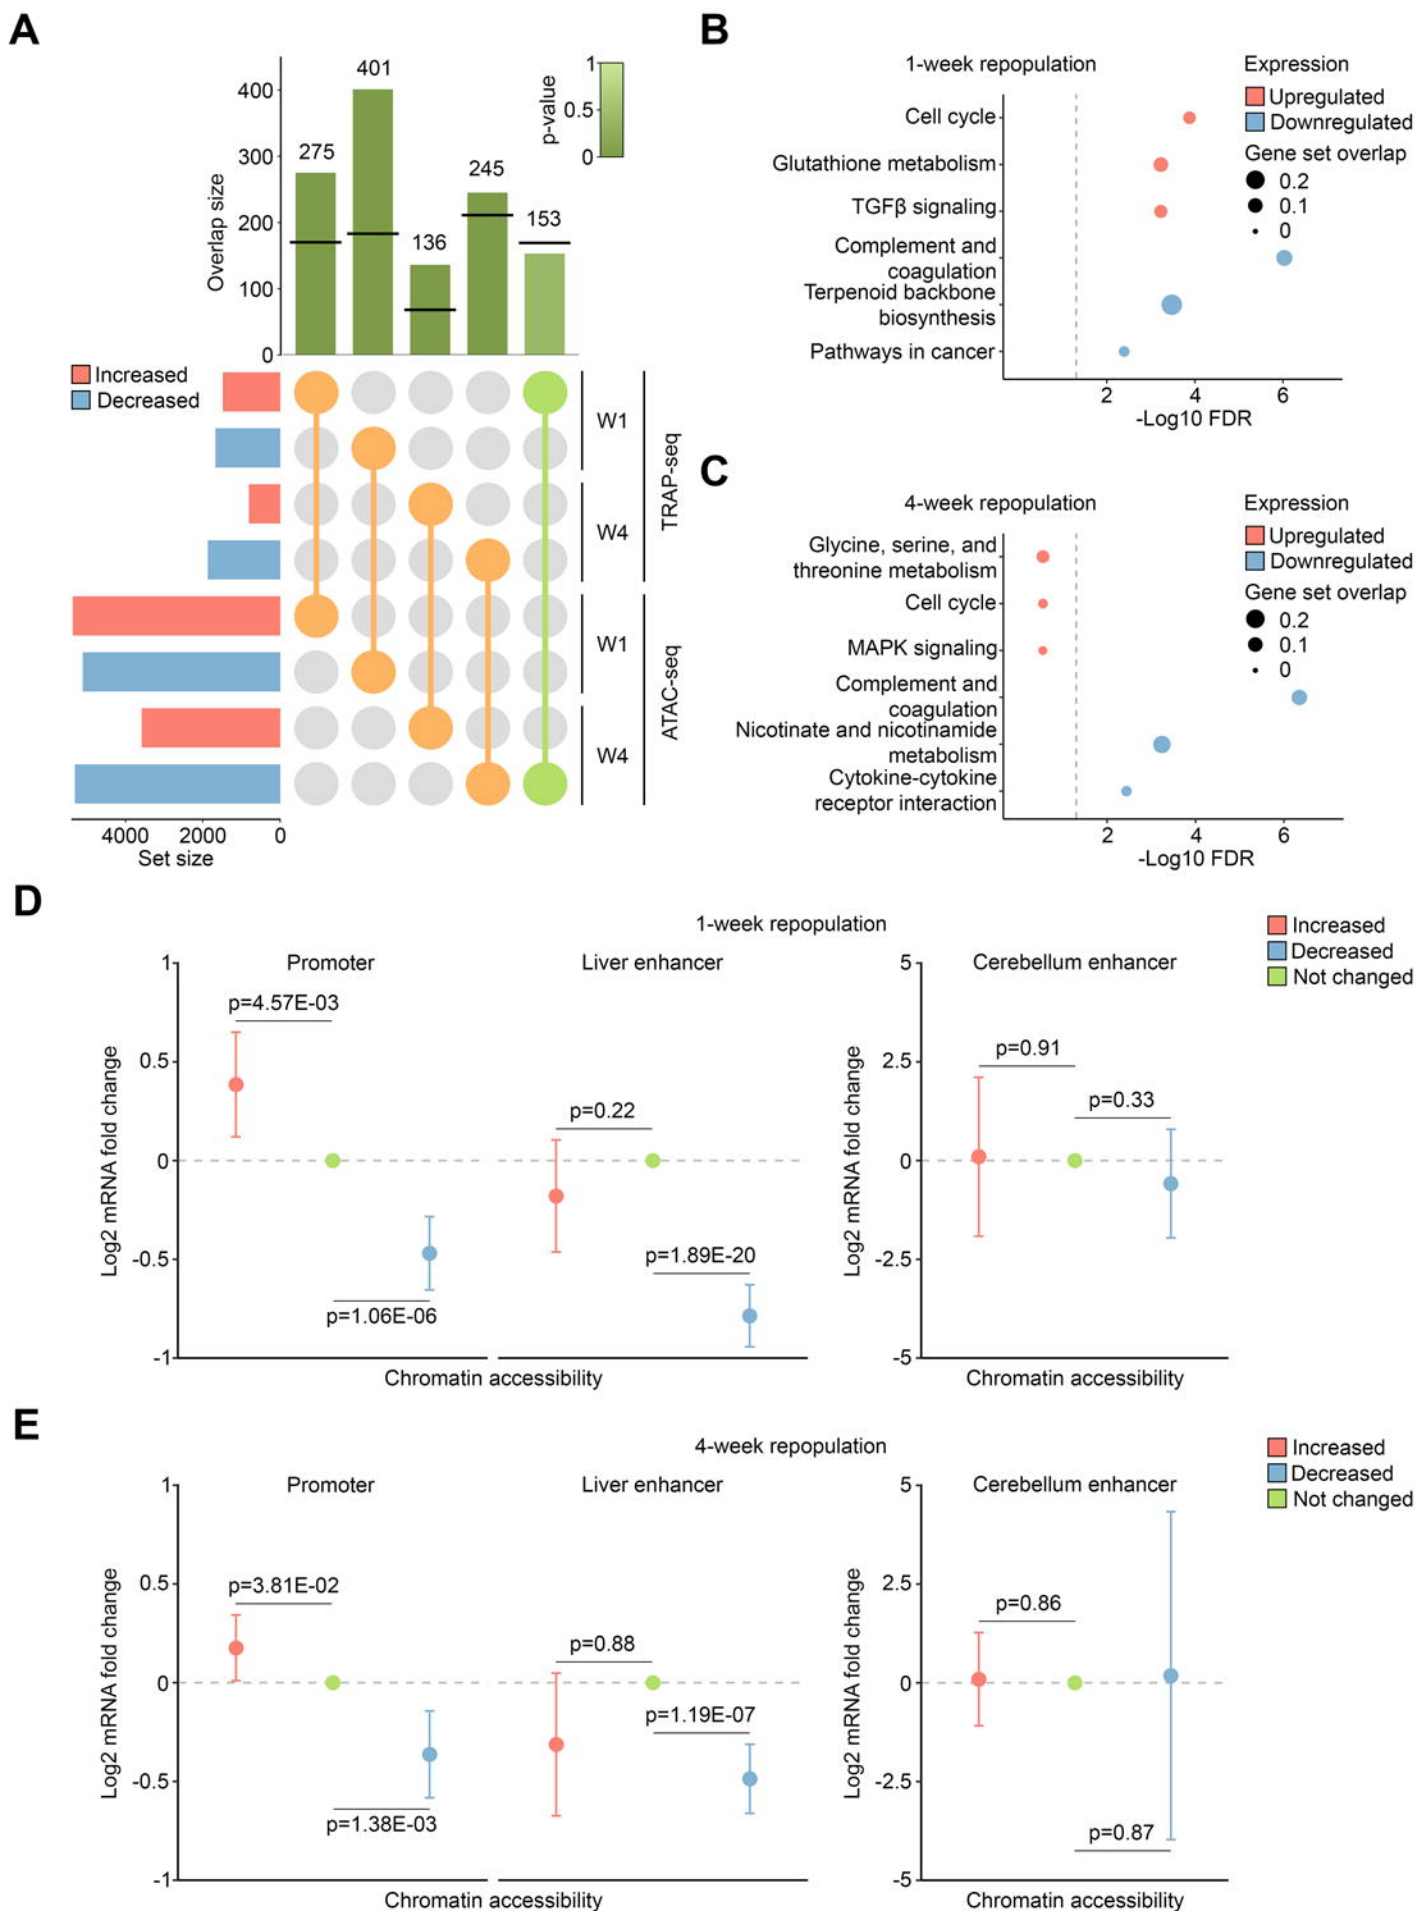 A
401
275
245
153
136
400
300
200
100
0
Overlap size
p-value
1
0.5
0
Increased
Decreased
W1
W4
W1
W4
TRAP-seq
ATAC-seq
4000
2000
0
Set size
B
1-week repopulation
Cell cycle
Glutathione metabolism
TGFβ signaling
Complement and
coagulation
Terpenoid backbone
biosynthesis
Pathways in cancer
2
4
6
-Log10 FDR
Expression
Upregulated
Downregulated
Gene set overlap
0.2
0.1
0
C
4-week repopulation
Glycine, serine, and
threonine metabolism
Cell cycle
MAPK signaling
Complement and
coagulation
Nicotinate and nicotinamide
metabolism
Cytokine-cytokine
receptor interaction
2
4
6
-Log10 FDR
Expression
Upregulated
Downregulated
Gene set overlap
0.2
0.1
0
D
1-week repopulation
Increased
Decreased
Not changed
Promoter
Liver enhancer
Cerebellum enhancer
Log2 mRNA fold change
1
0.5
0
-0.5
-1
p=4.57E-03
p=1.06E-06
p=0.22
p=1.89E-20
Chromatin accessibility
Log2 mRNA fold change
5
2.5
0
-2.5
-5
p=0.91
p=0.33
Chromatin accessibility
E
4-week repopulation
Increased
Decreased
Not changed
Promoter
Liver enhancer
Cerebellum enhancer
Log2 mRNA fold change
1
0.5
0
-0.5
-1
p=3.81E-02
p=1.38E-03
p=0.88
p=1.19E-07
Chromatin accessibility
Log2 mRNA fold change
5
2.5
0
-2.5
-5
p=0.86
p=0.87
Chromatin accessibility